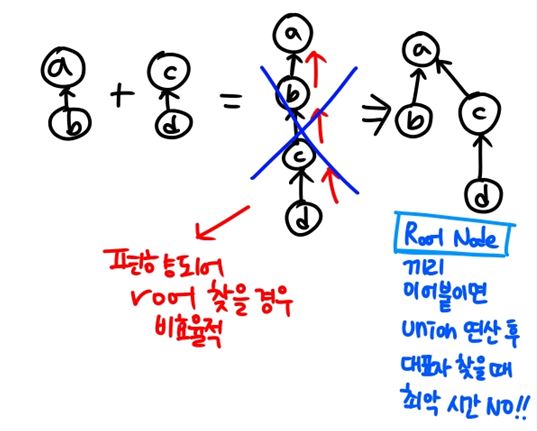 a
b
+
c
d
=
a
b
c
d
⇒
a
b
c
d
편향되어
root 찾을 경우
비효율적
Root Node
끼리
이어붙이면
union 연산 후
대표자 찾을 때
최악 시간 NO!!